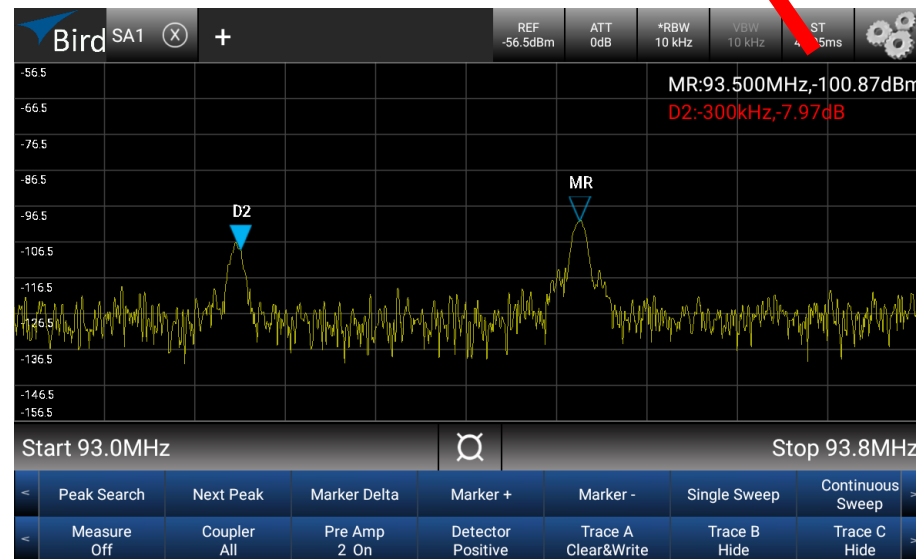 Bird SA1 X +
REF
-56.5dBm
ATT
0dB
*RBW
10 kHz
VBW
10 kHz
ST
MR:93.500MHz,-100.87dBm
D2:-300kHz,-7.97dB
-56.5
-66.5
-76.5
-86.5
-96.5
-106.5
-116.5
-126.5
-136.5
-146.5
-156.5
D2
MR
Start 93.0MHz
Stop 93.8MHz
< Peak Search Next Peak Marker Delta Marker + Marker - Single Sweep Continuous Sweep >
< Measure Off Coupler All Pre Amp 2 On Detector Positive Trace A Clear&Write Trace B Hide Trace C Hide >